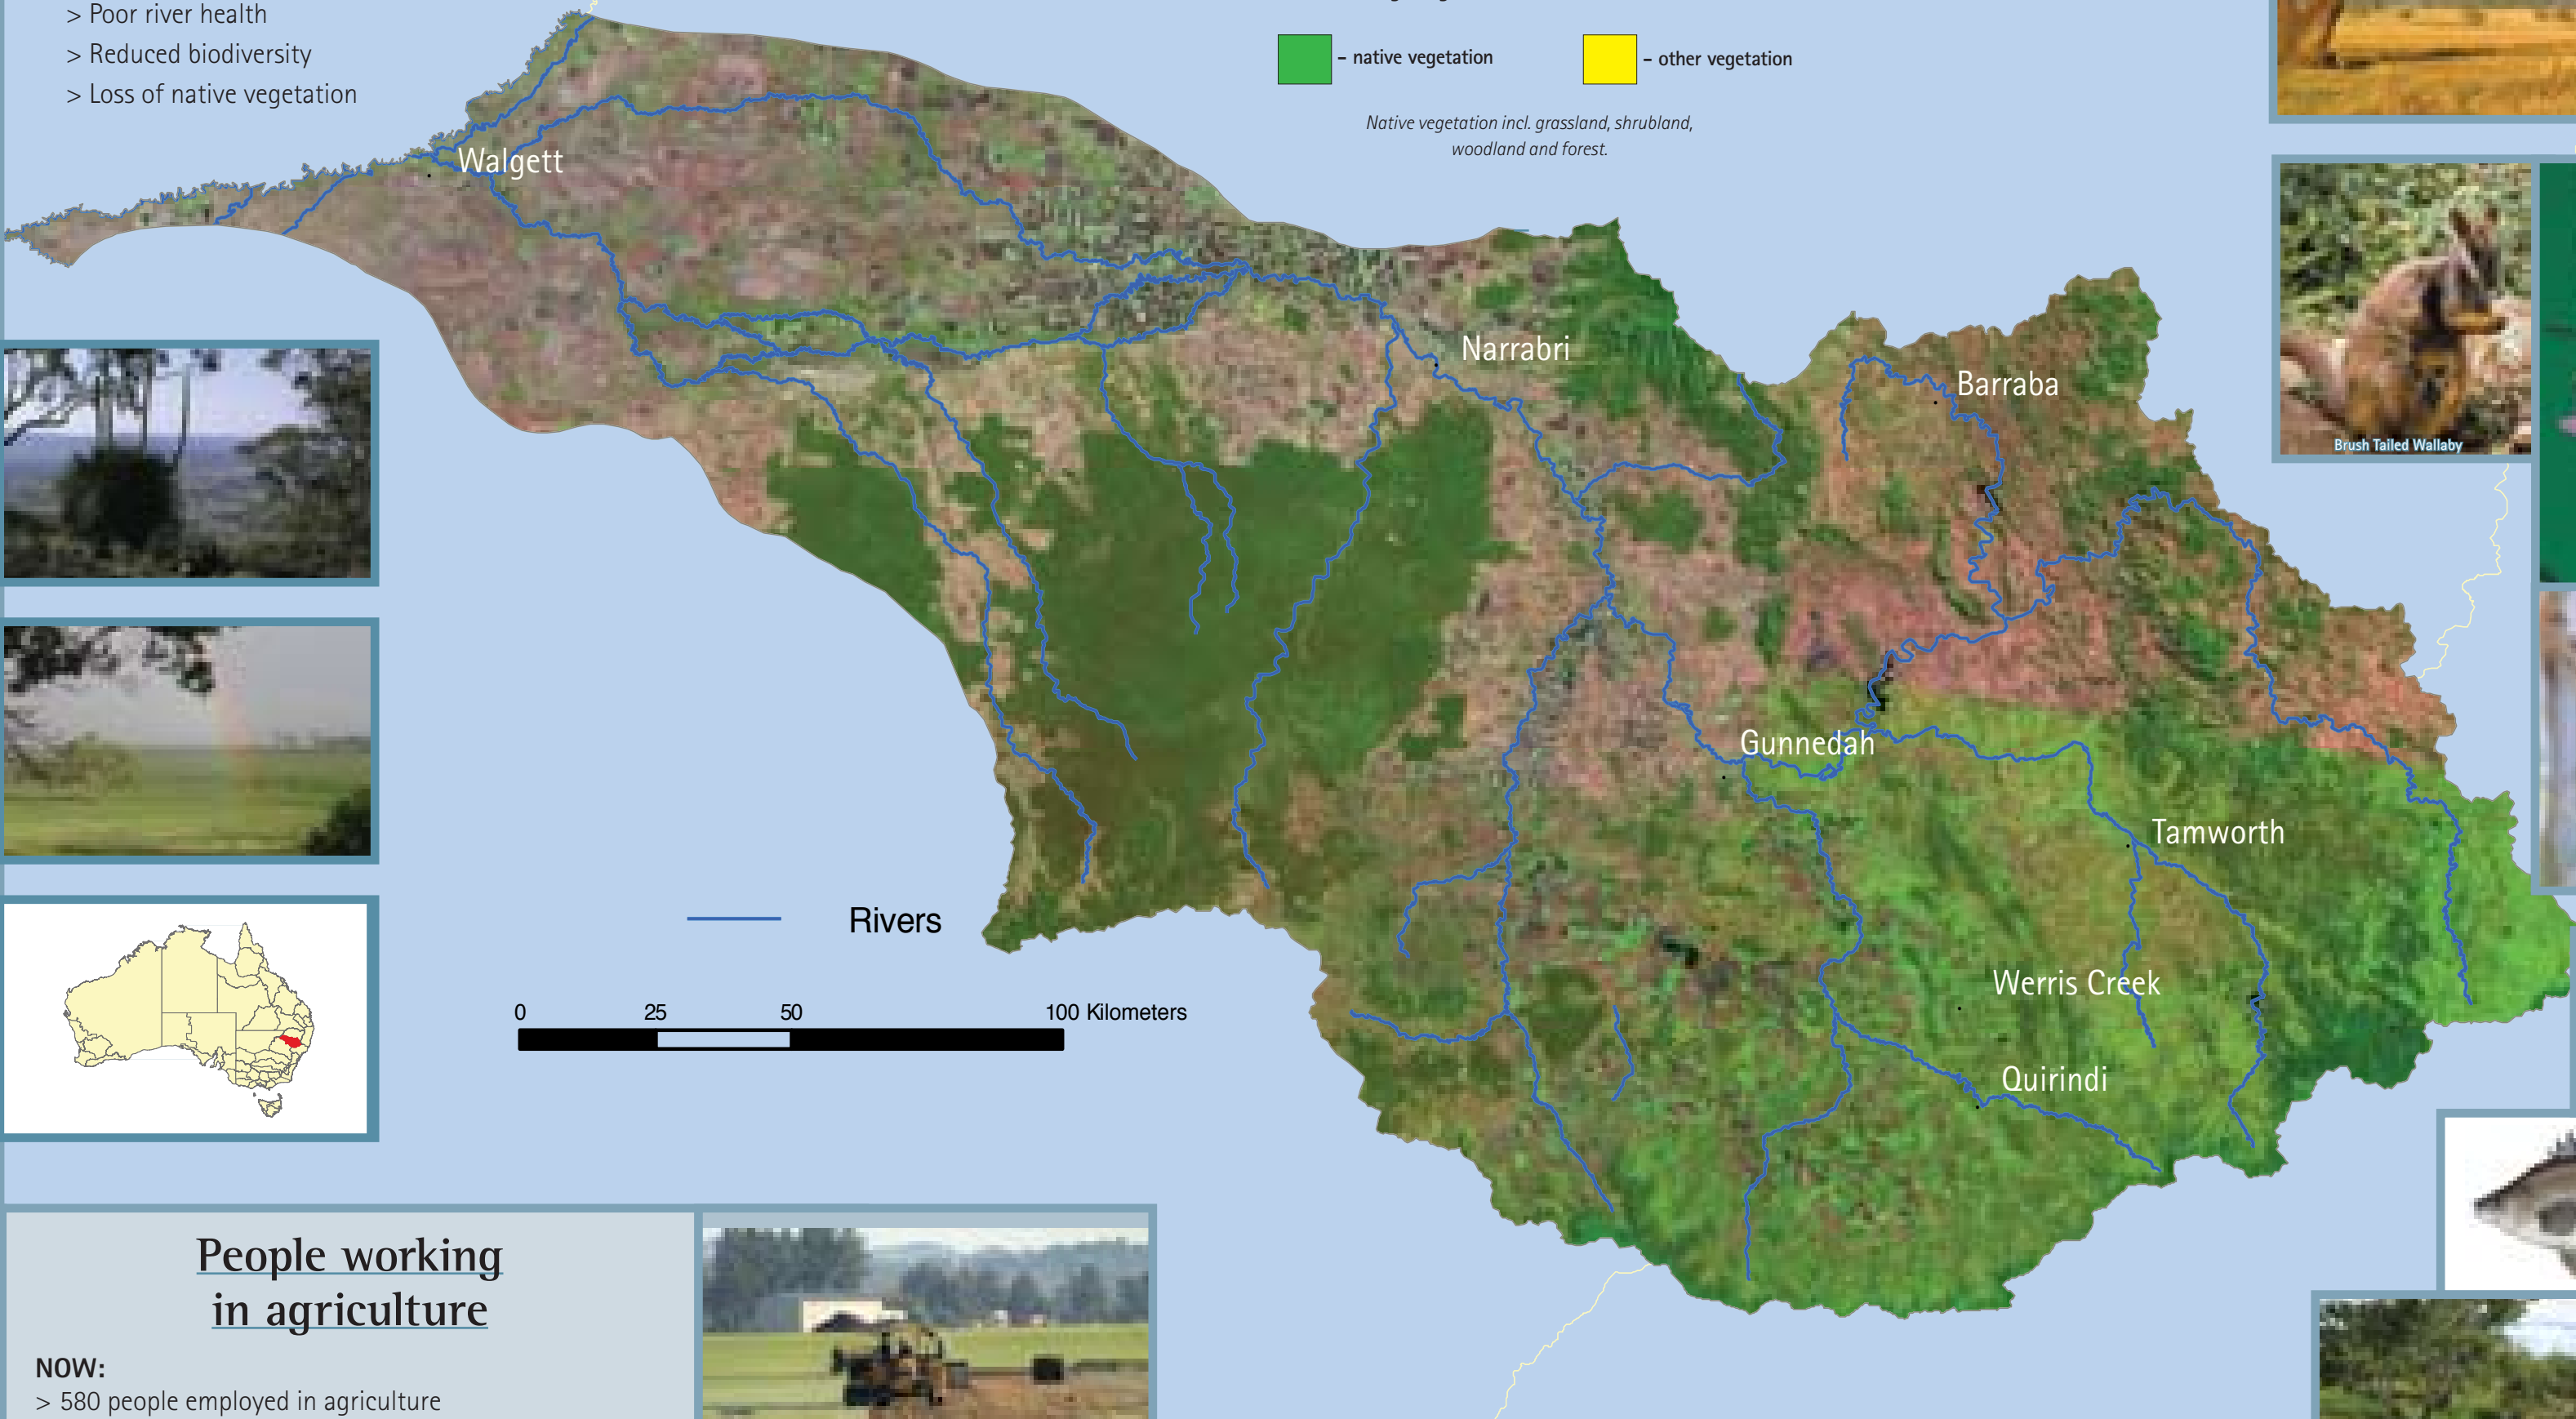 > Poor river health
> Reduced biodiversity
> Loss of native vegetation
- native vegetation
- other vegetation
Native vegetation incl. grassland, shrubland,
woodland and forest.
Walgett
Narrabri
Barraba
Brush Tailed Wallaby
Gunnedah
Tamworth
Werris Creek
Quirindi
Rivers
0 25 50 100 Kilometers
People working
in agriculture
NOW:
> 580 people employed in agriculture